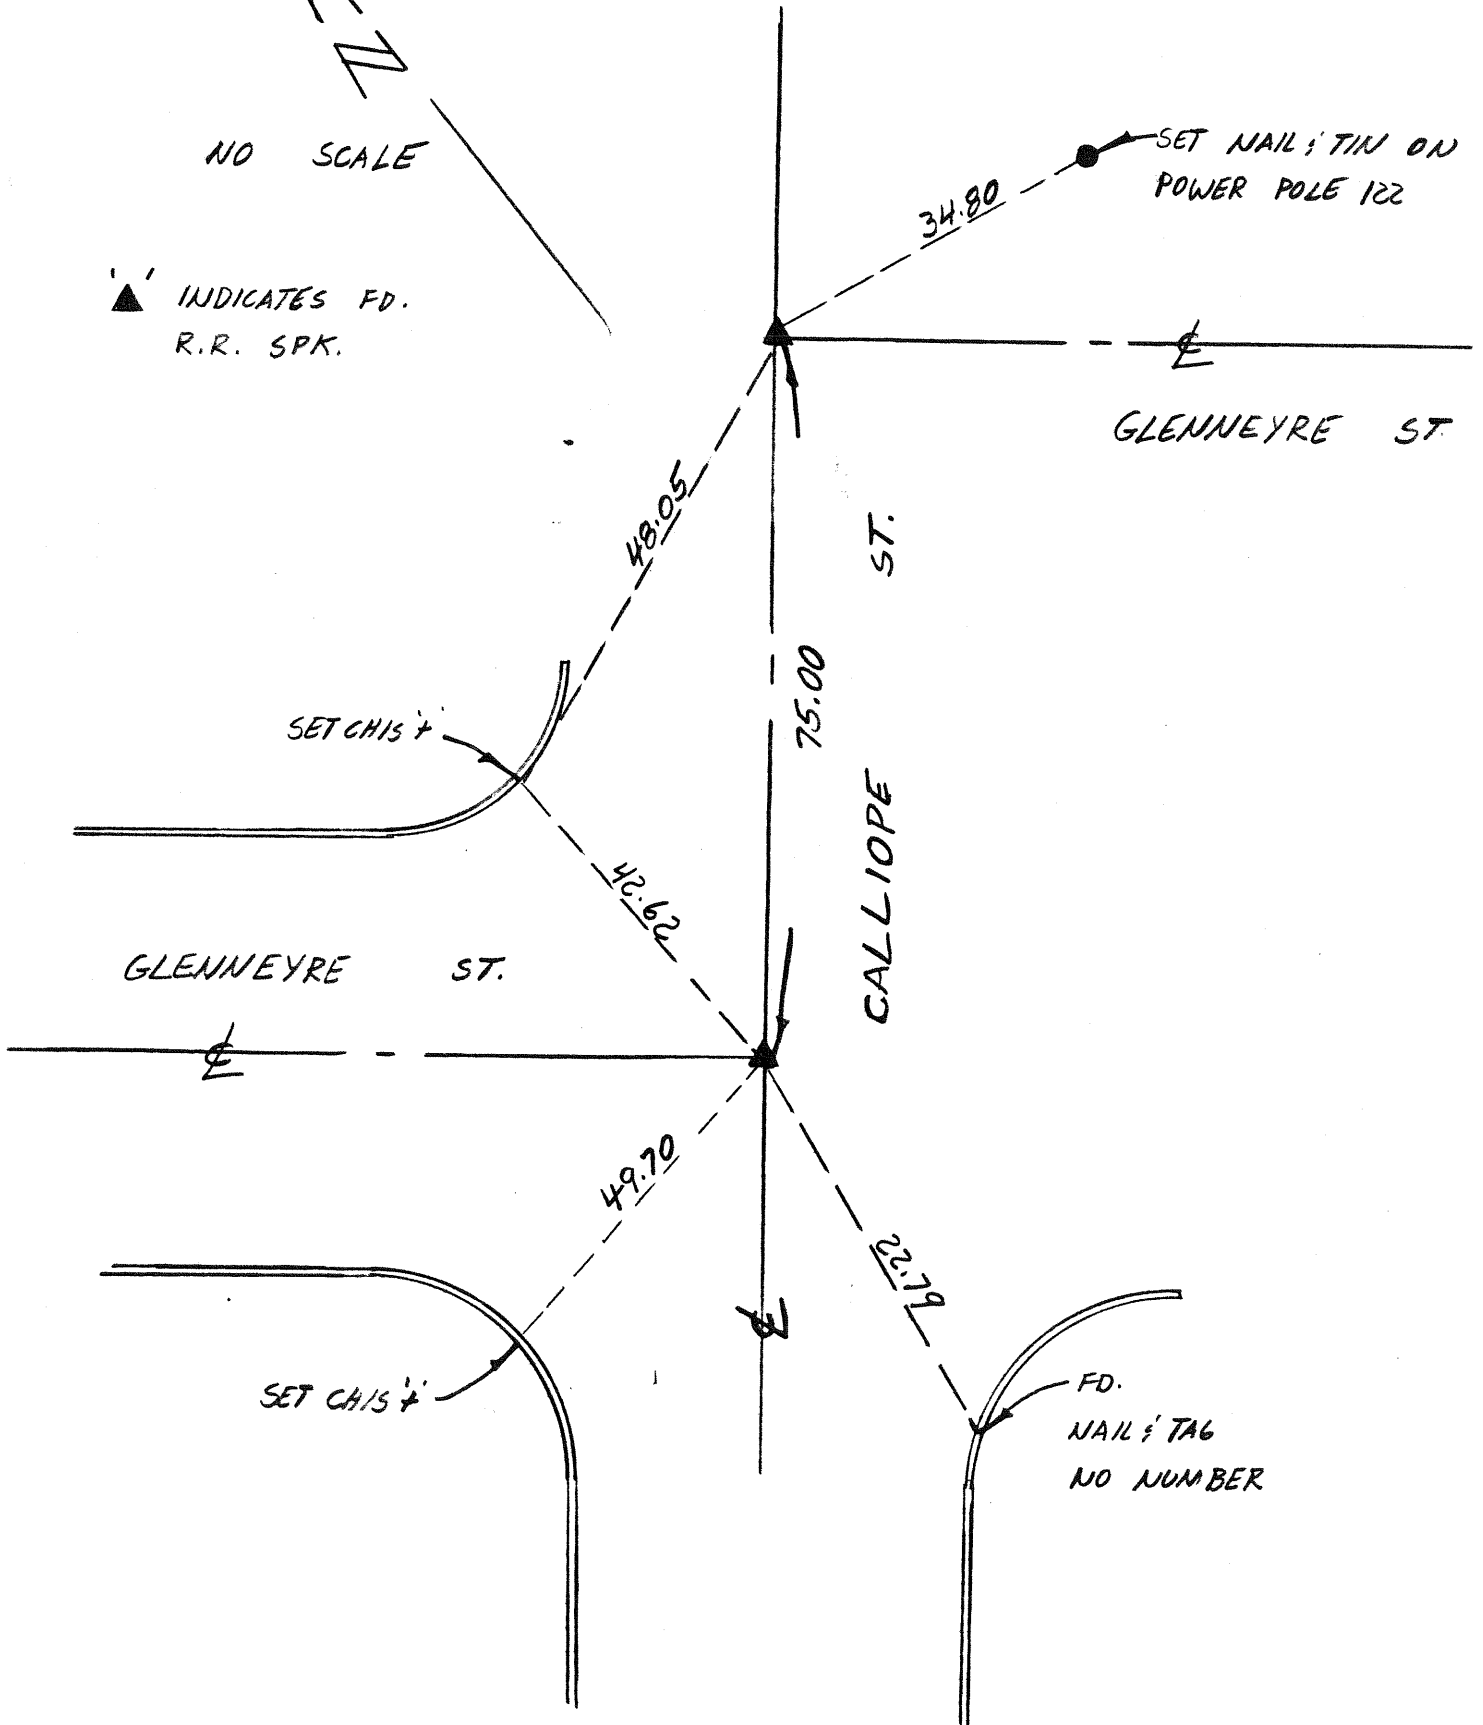 N
NO SCALE
SET NAIL & TIN ON
POWER POLE 122
34.80
'▲' INDICATES FD.
R.R. SPK.
℄
GLENNEYRE ST.
48.05
ST.
75.00
SET CHIS '+'
CALLIOPE
42.62
GLENNEYRE ST.
℄
49.70
22.79
℄
SET CHIS '+'
FD.
NAIL & TAG
NO NUMBER